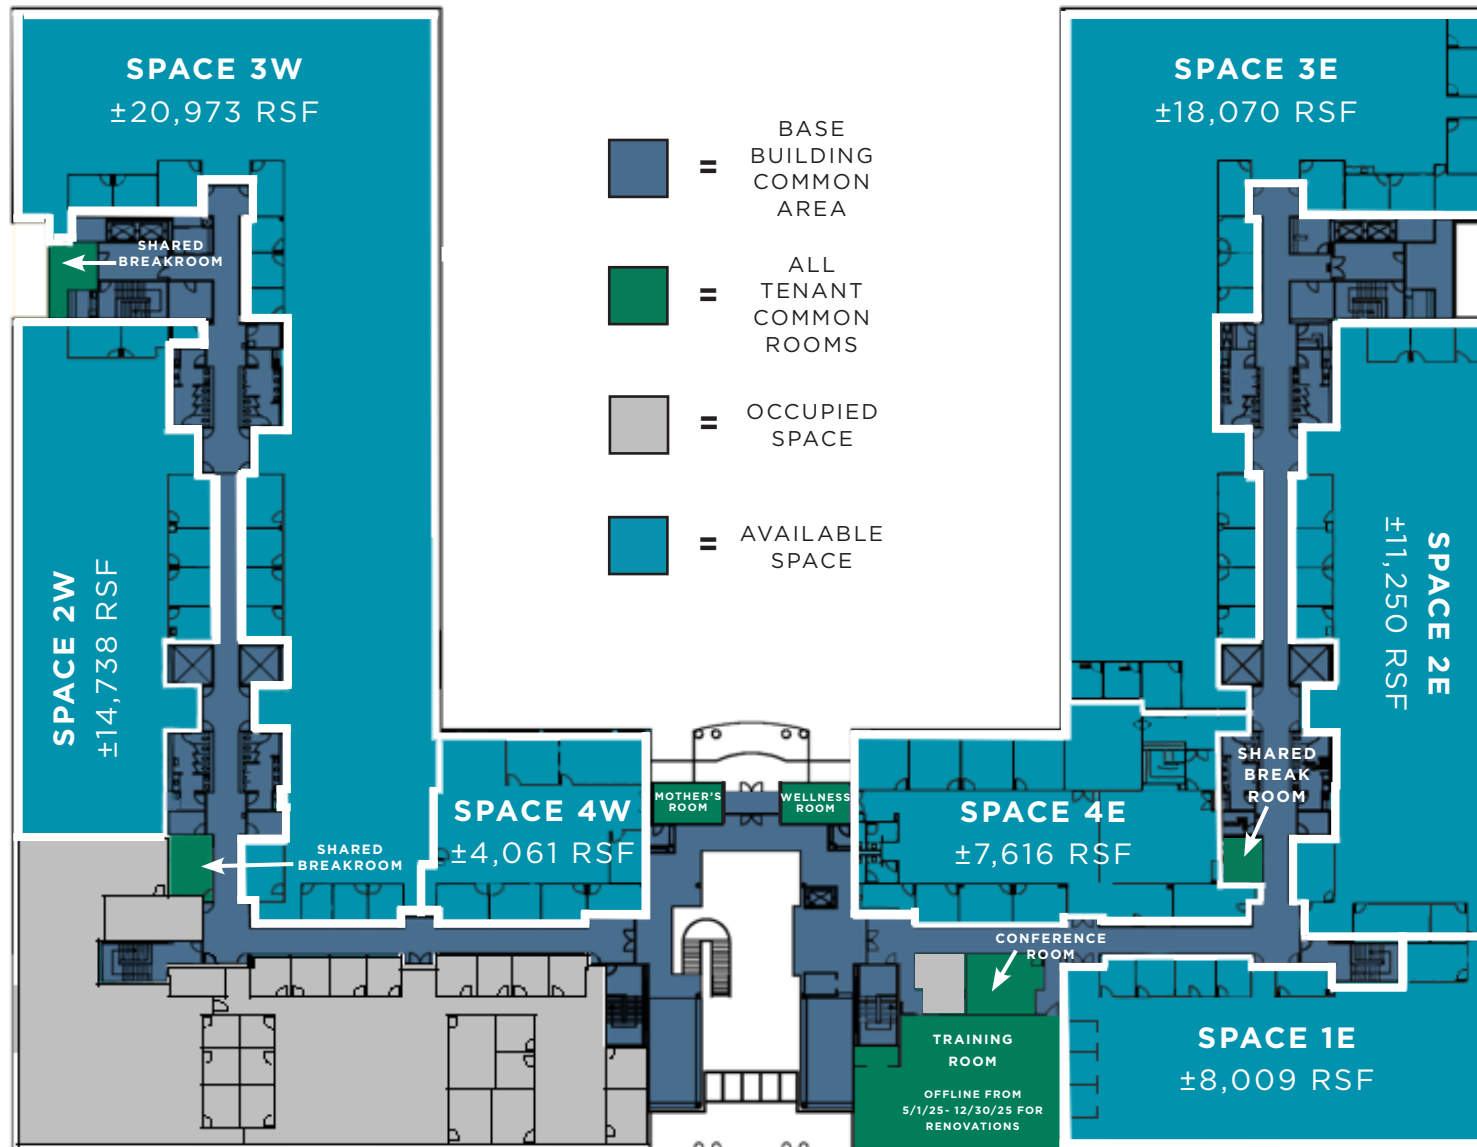 SPACE 3W
±20,973 RSF
SPACE 3E
±18,070 RSF
=
BASE
BUILDING
COMMON
AREA
=
ALL
TENANT
COMMON
ROOMS
=
OCCUPIED
SPACE
=
AVAILABLE
SPACE
SHARED
BREAKROOM
SPACE 2W
±14,738 RSF
SPACE 2E
±11,250 RSF
SHARED
BREAK
ROOM
MOTHER'S
ROOM
WELLNESS
ROOM
SPACE 4W
±4,061 RSF
SPACE 4E
±7,616 RSF
SHARED
BREAKROOM
CONFERENCE
ROOM
TRAINING
ROOM
OFFLINE FROM
5/1/25- 12/30/25 FOR
RENOVATIONS
SPACE 1E
±8,009 RSF